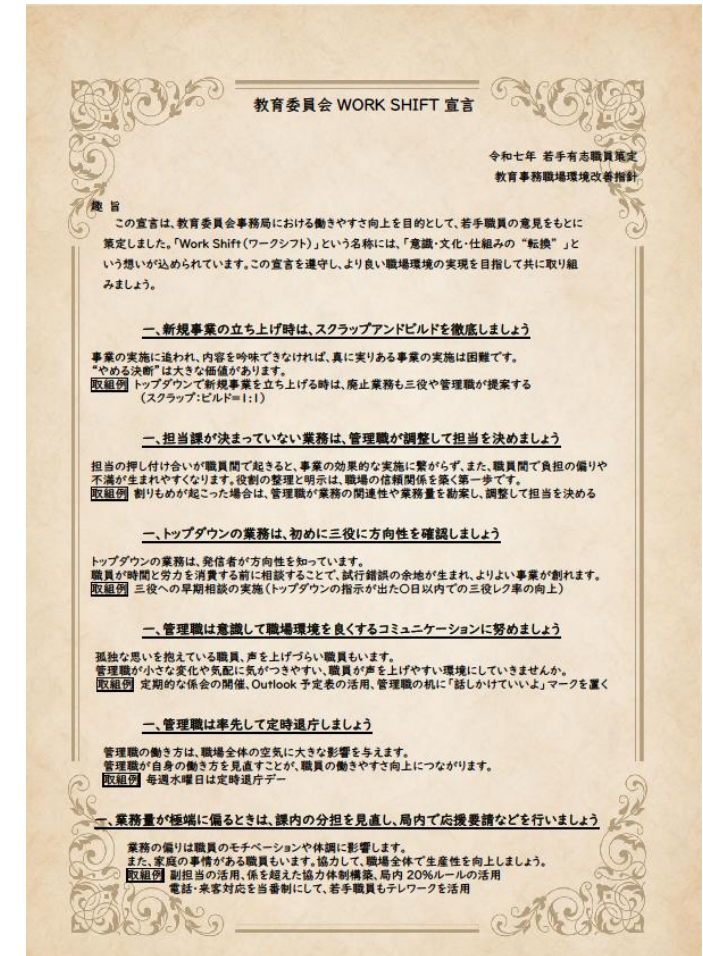 教育委員会 WORK SHIFT 宣言
令和七年 若手有志職員策定
教育事務職場環境改善指針
趣 旨
この宣言は、教育委員会事務局における働きやすさ向上を目的として、若手職員の意見をもとに
策定しました。「Work Shift(ワークシフト)」という名称には、「意識・文化・仕組みの “転換” 」と
いう想いが込められています。この宣言を遵守し、より良い職場環境の実現を目指して共に取り組
みましょう。
一、新規事業の立ち上げ時は、スクラップアンドビルドを徹底しましょう
事業の実施に追われ、内容を吟味できなければ、真に実りある事業の実施は困難です。
“やめる決断”は大きな価値があります。
取組例 トップダウンで新規事業を立ち上げる時は、廃止業務も三役や管理職が提案する
(スクラップ:ビルド=1:1)
一、担当課が決まっていない業務は、管理職が調整して担当を決めましょう
担当の押し付け合いが職員間で起きると、事業の効果的な実施に繋がらず、また、職員間で負担の偏りや
不満が生まれやすくなります。役割の整理と明示は、職場の信頼関係を築く第一歩です。
取組例 割りもめが起こった場合は、管理職が業務の関連性や業務量を勘案し、調整して担当を決める
一、トップダウンの業務は、初めに三役に方向性を確認しましょう
トップダウンの業務は、発信者が方向性を知っています。
職員が時間と労力を消費する前に相談することで、試行錯誤の余地が生まれ、よりよい事業が創れます。
取組例 三役への早期相談の実施(トップダウンの指示が出た〇日以内での三役レク率の向上)
一、管理職は意識して職場環境を良くするコミュニケーションに努めましょう
孤独な思いを抱えている職員、声を上げづらい職員もいます。
管理職が小さな変化や気配に気がつきやすい、職員が声を上げやすい環境にしていきませんか。
取組例 定期的な係会の開催、Outlook 予定表の活用、管理職の机に「話しかけていいよ」マークを置く
一、管理職は率先して定時退庁しましょう
管理職の働き方は、職場全体の空気に大きな影響を与えます。
管理職が自身の働き方を見直すことが、職員の働きやすさ向上につながります。
取組例 毎週水曜日は定時退庁デー
一、業務量が極端に偏るときは、課内の分担を見直し、局内で応援要請などを行いましょう
業務の偏りは職員のモチベーションや体調に影響します。
また、家庭の事情がある職員もいます。協力して、職場全体で生産性を向上しましょう。
取組例 副担当の活用、係を超えた協力体制構築、局内 20%ルールの活用
電話・来客対応を当番制にして、若手職員もテレワークを活用